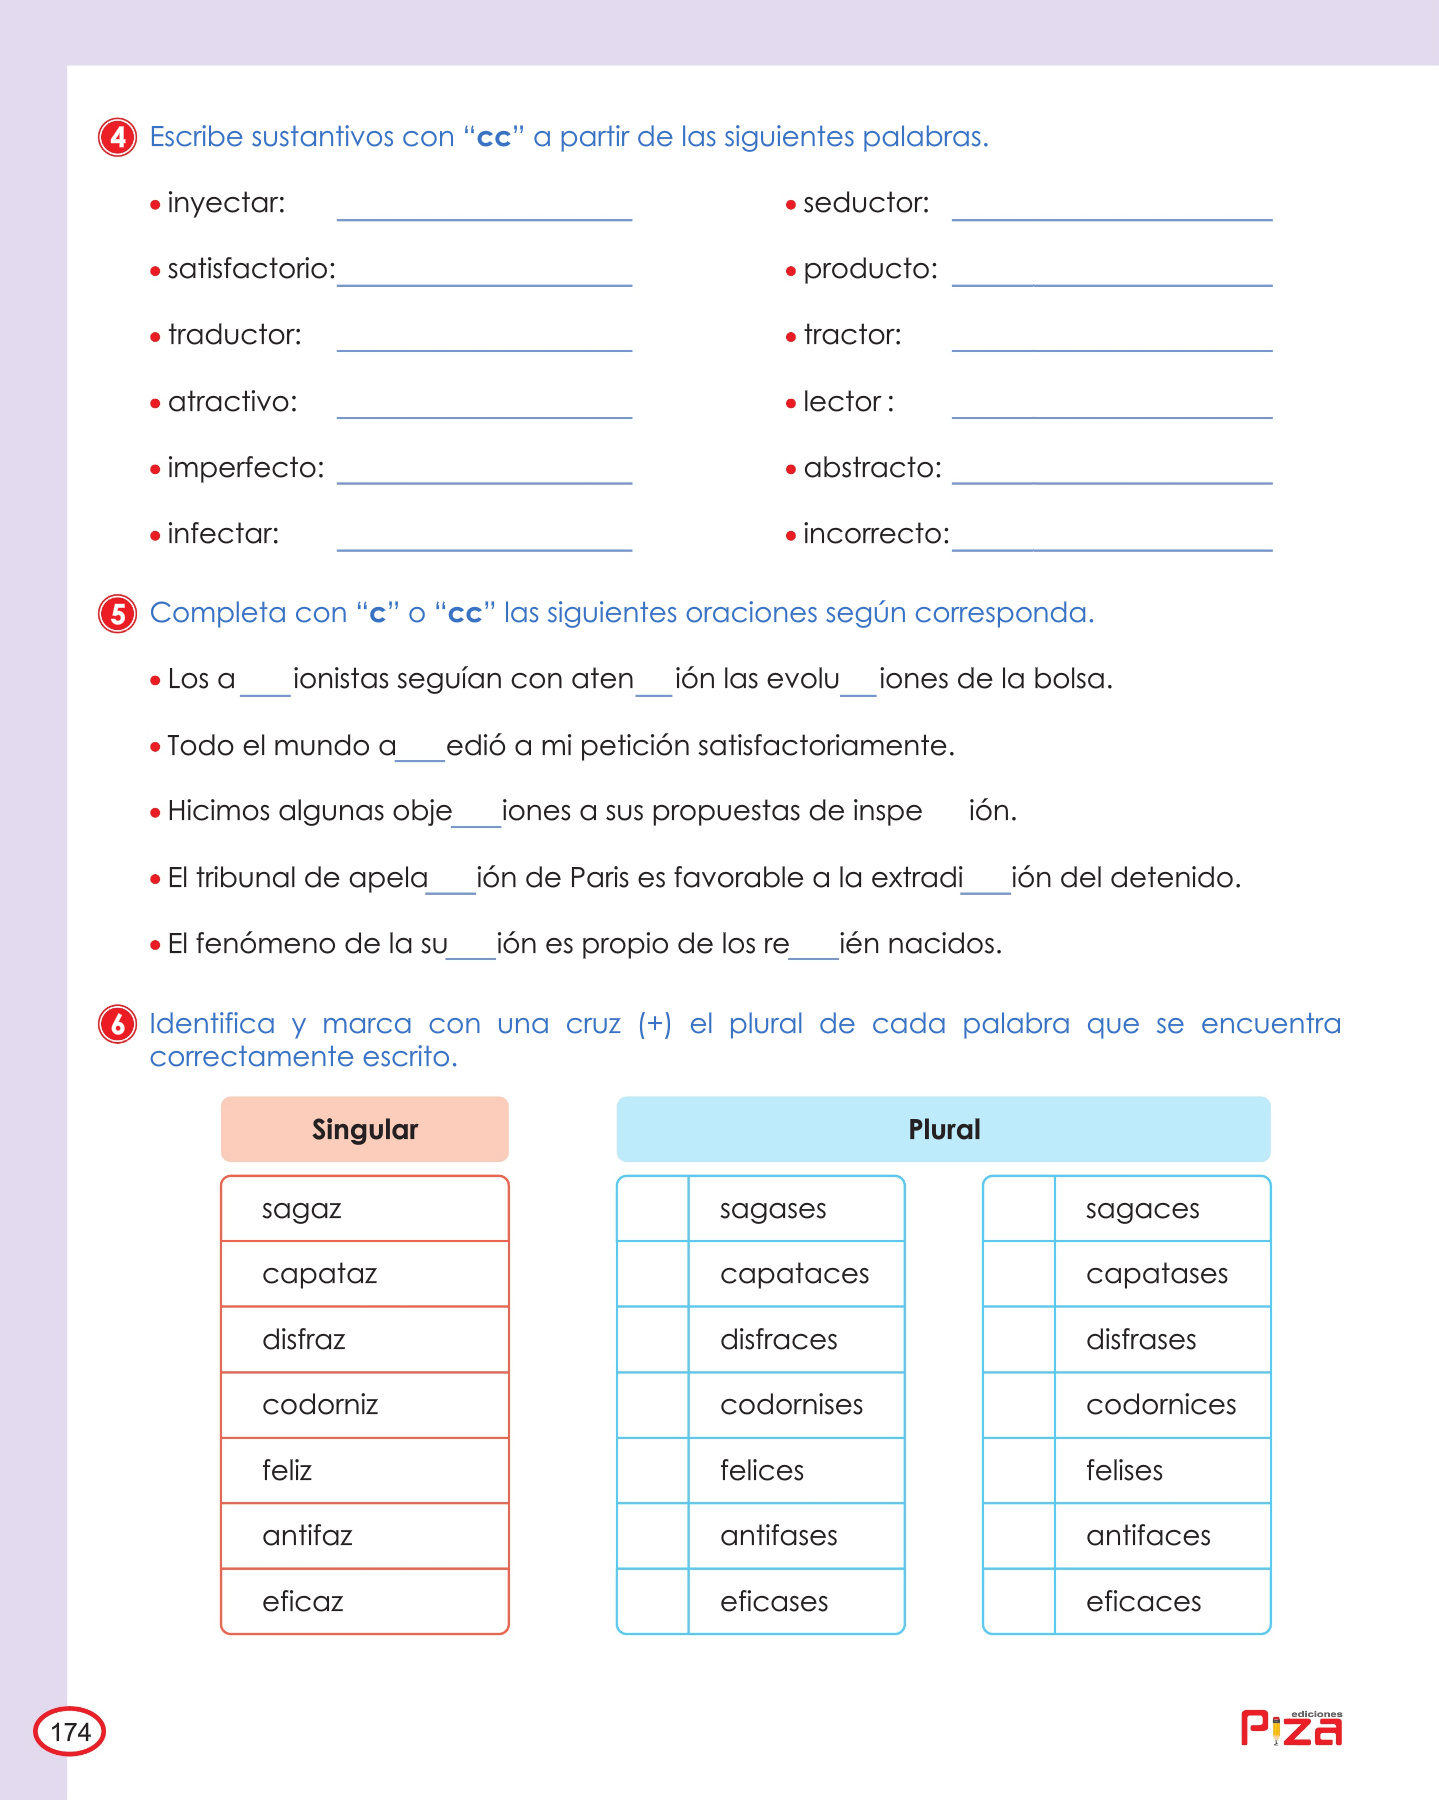 4 Escribe sustantivos con “cc” a partir de las siguientes palabras.
• inyectar: ____________ • seductor: ____________
• satisfactorio: ____________ • producto: ____________
• traductor: ____________ • tractor: ____________
• atractivo: ____________ • lector : ____________
• imperfecto: ____________ • abstracto: ____________
• infectar: ____________ • incorrecto: ____________
5 Completa con “c” o “cc” las siguientes oraciones según corresponda.
• Los a ___ ionistas seguían con aten___ión las evolu___iones de la bolsa.
• Todo el mundo a___edió a mi petición satisfactoriamente.
• Hicimos algunas obje___iones a sus propuestas de inspe ión.
• El tribunal de apela___ión de Paris es favorable a la extradi___ión del detenido.
• El fenómeno de la su___ión es propio de los re___ién nacidos.
6 Identifica y marca con una cruz (+) el plural de cada palabra que se encuentra
correctamente escrito.
Singular Plural
sagaz sagases sagaces
capataz capataces capatases
disfraz disfraces disfrases
codorniz codornises codornices
feliz felices felises
antifaz antifases antifaces
eficaz eficases eficaces
174
ediciones
Piza